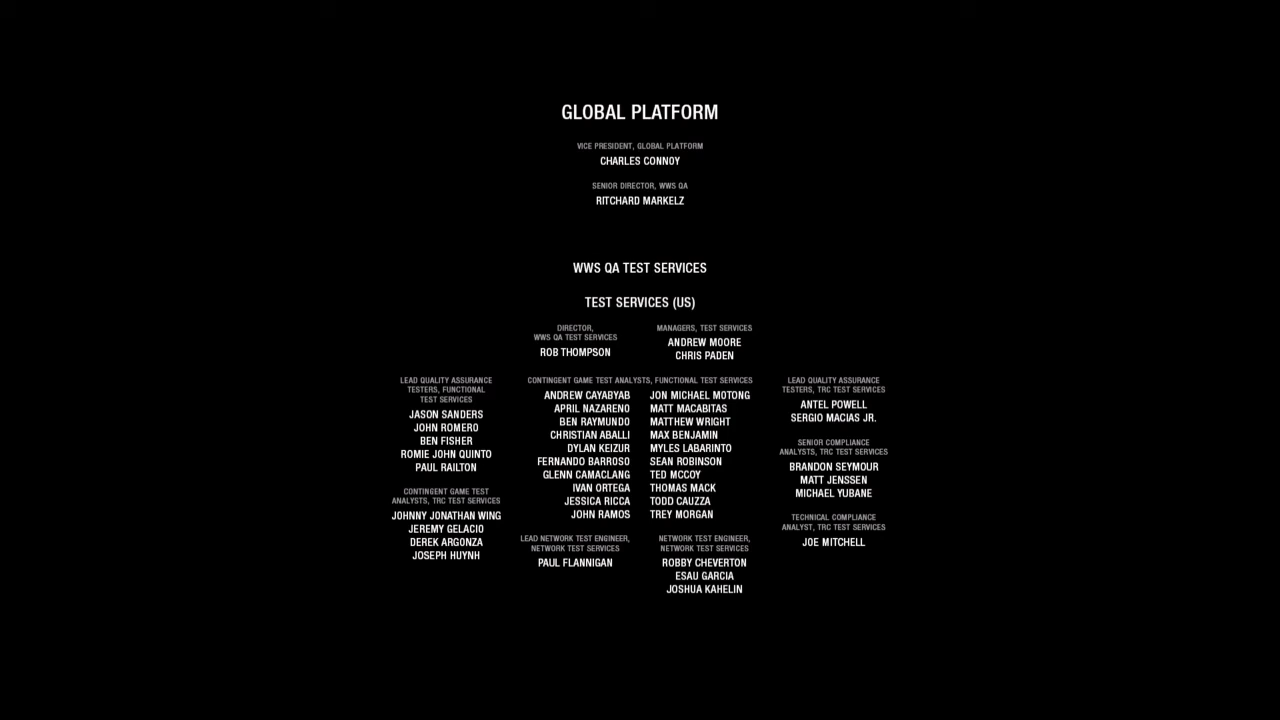 GLOBAL PLATFORM
VICE PRESIDENT, GLOBAL PLATFORM
CHARLES CONNOY
SENIOR DIRECTOR, WWS QA
RITCHARD MARKELZ
WWS QA TEST SERVICES
TEST SERVICES (US)
DIRECTOR,
WWS QA TEST SERVICES
ROB THOMPSON
MANAGERS, TEST SERVICES
ANDREW MOORE
CHRIS PADEN
LEAD QUALITY ASSURANCE
TESTERS, FUNCTIONAL
TEST SERVICES
JASON SANDERS
JOHN ROMERO
BEN FISHER
ROMIE JOHN QUINTO
PAUL RAILTON
CONTINGENT GAME TEST
ANALYSTS, TRC TEST SERVICES
JOHNNY JONATHAN WING
JEREMY GELACIO
DEREK ARGONZA
JOSEPH HUYNH
CONTINGENT GAME TEST ANALYSTS, FUNCTIONAL TEST SERVICES
ANDREW CAYABYAB
APRIL NAZARENO
BEN RAYMUNDO
CHRISTIAN ABALLI
DYLAN KEIZUR
FERNANDO BARROSO
GLENN CAMACLANG
IVAN ORTEGA
JESSICA RICCA
JOHN RAMOS
JON MICHAEL MOTONG
MATT MACABITAS
MATTHEW WRIGHT
MAX BENJAMIN
MYLES LABARINTO
SEAN ROBINSON
TED MCCOY
THOMAS MACK
TODD CAUZZA
TREY MORGAN
LEAD NETWORK TEST ENGINEER,
NETWORK TEST SERVICES
PAUL FLANNIGAN
NETWORK TEST ENGINEER,
NETWORK TEST SERVICES
ROBBY CHEVERTON
ESAU GARCIA
JOSHUA KAHELIN
LEAD QUALITY ASSURANCE
TESTERS, TRC TEST SERVICES
ANTEL POWELL
SERGIO MACIAS JR.
SENIOR COMPLIANCE
ANALYSTS, TRC TEST SERVICES
BRANDON SEYMOUR
MATT JENSSEN
MICHAEL YUBANE
TECHNICAL COMPLIANCE
ANALYST, TRC TEST SERVICES
JOE MITCHELL